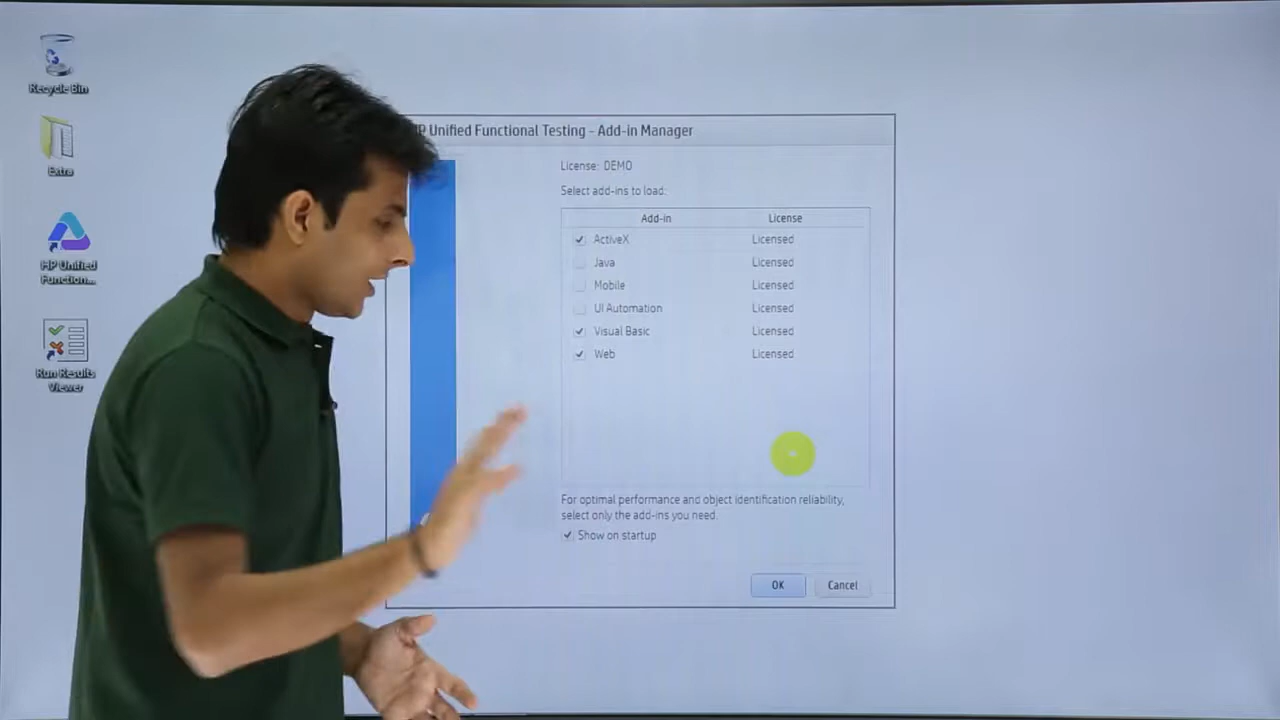 Recycle Bin
Extra
HP Unified
Function...
Run Results
Viewer
P Unified Functional Testing - Add-in Manager
License: DEMO
Select add-ins to load:
Add-in License
ActiveX Licensed
Java Licensed
Mobile Licensed
UI Automation Licensed
Visual Basic Licensed
Web Licensed
For optimal performance and object identification reliability,
select only the add-ins you need.
Show on startup
OK Cancel